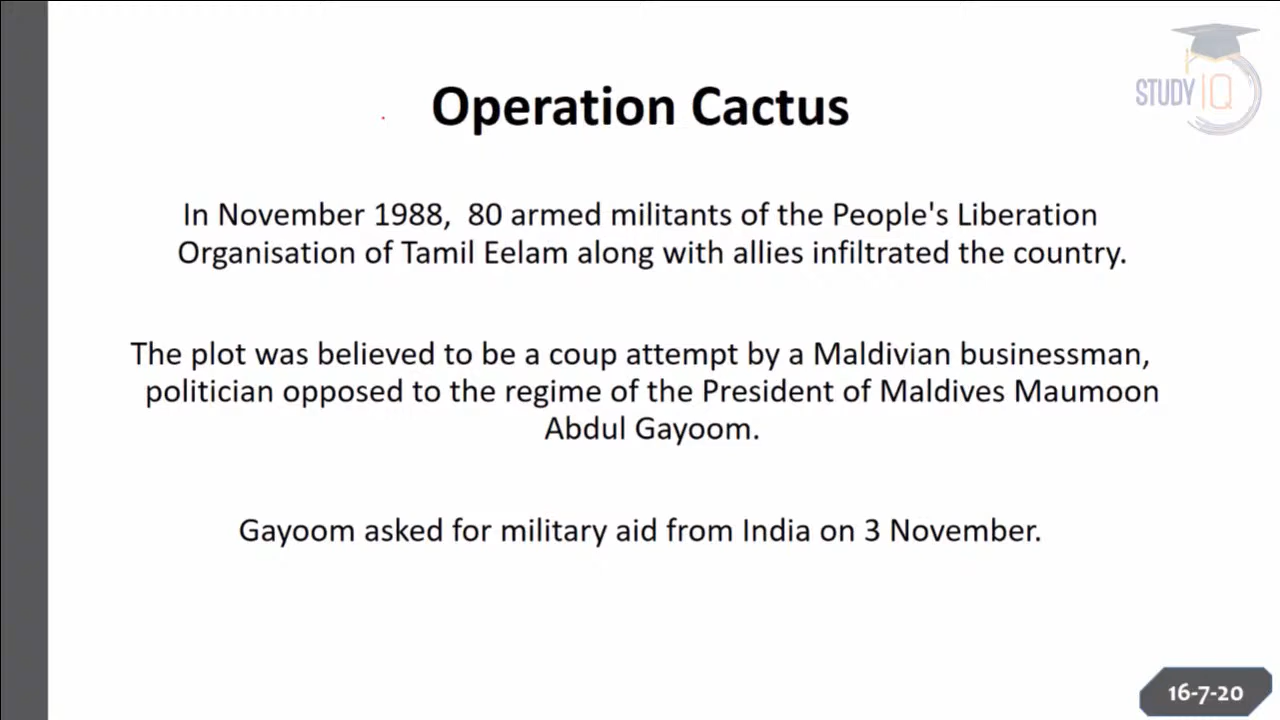 STUDY IQ
Operation Cactus
In November 1988,  80 armed militants of the People's Liberation
Organisation of Tamil Eelam along with allies infiltrated the country.
The plot was believed to be a coup attempt by a Maldivian businessman,
politician opposed to the regime of the President of Maldives Maumoon
Abdul Gayoom.
Gayoom asked for military aid from India on 3 November.
16-7-20